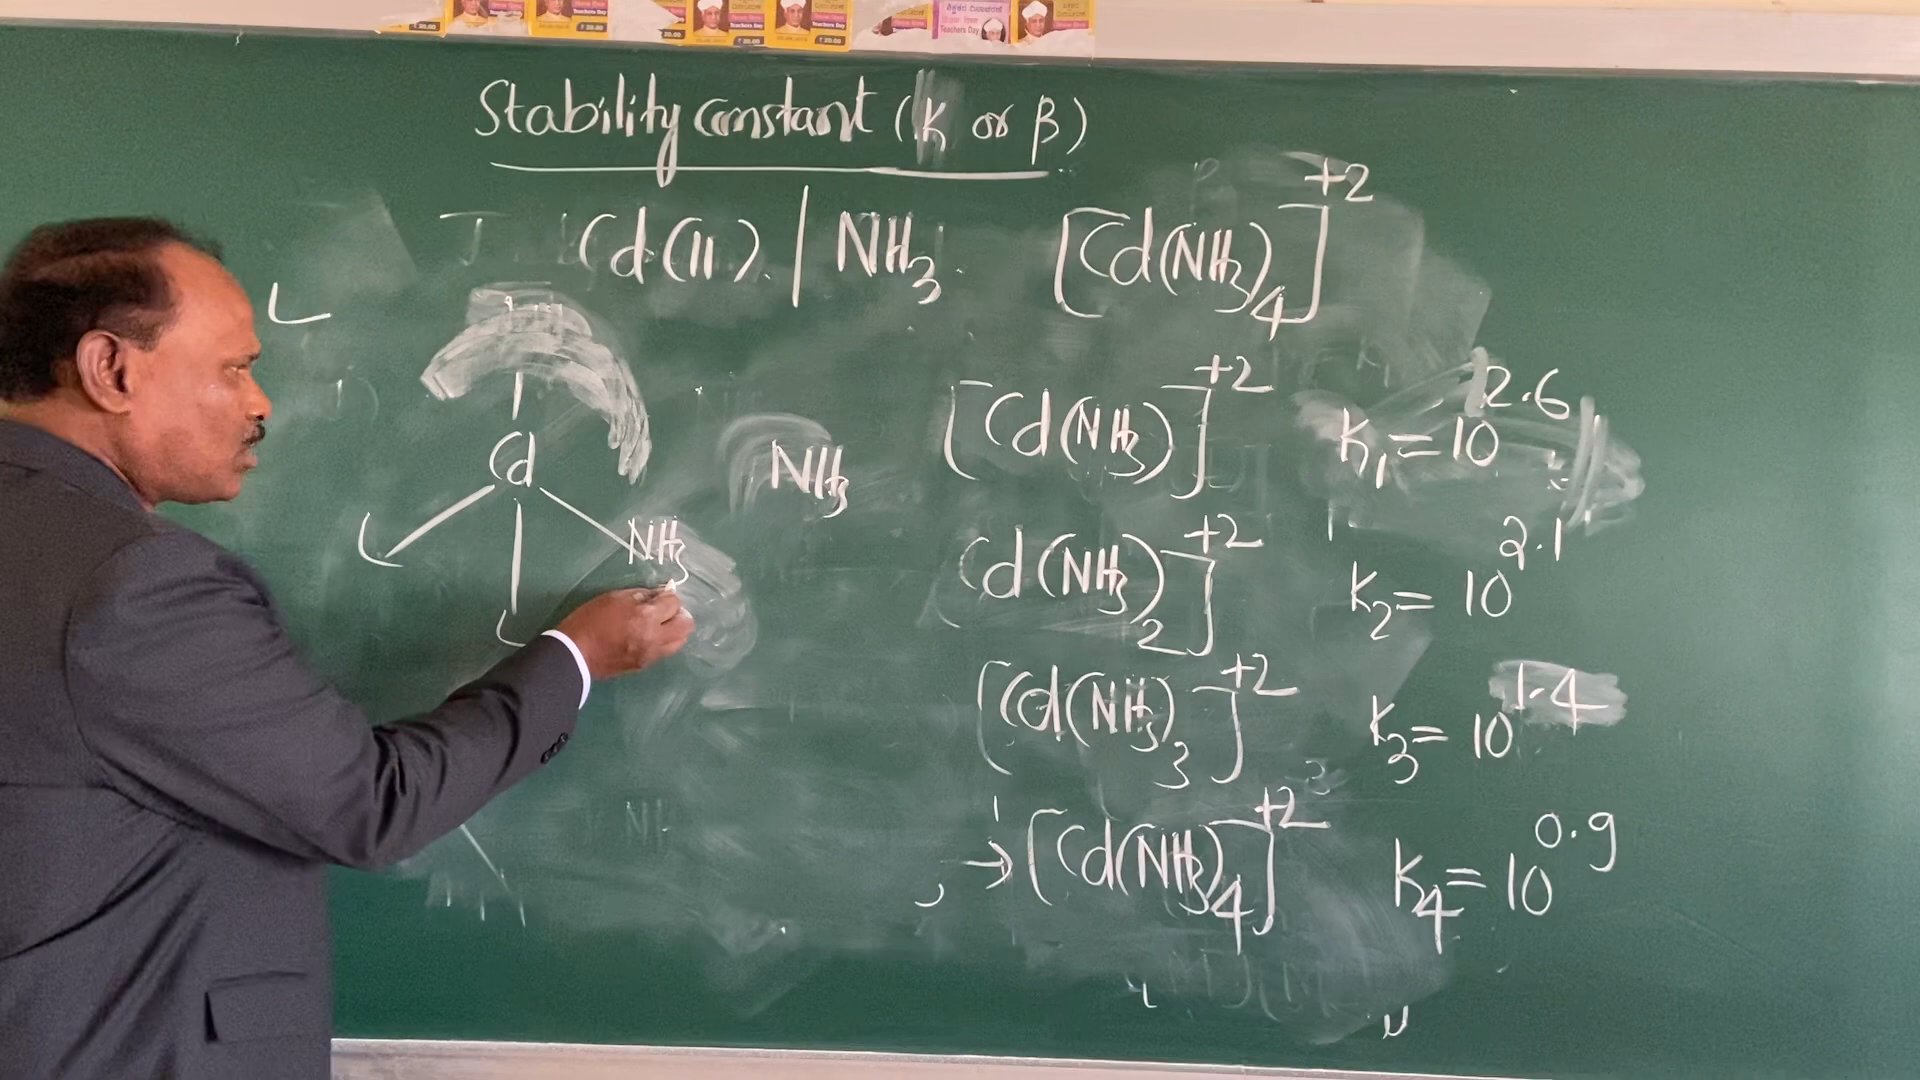 Stability constant (K or β)
Cd(II) | NH3 [Cd(NH3)4]+2
L
Cd
L
NH3
L
NH3
[Cd(NH3)]+2 K1 = 10 2.6
Cd(NH3)2]+2 K2 = 10 2.1
[Cd(NH3)3]+2 K3 = 10 1.4
→ [Cd(NH3)4]+2 K4 = 10 0.9
Teachers Day